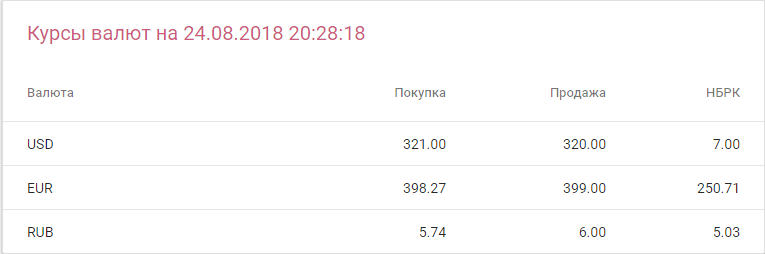 Курсы валют на 24.08.2018 20:28:18
Валюта Покупка Продажа НБРК
USD 321.00 320.00 7.00
EUR 398.27 399.00 250.71
RUB 5.74 6.00 5.03